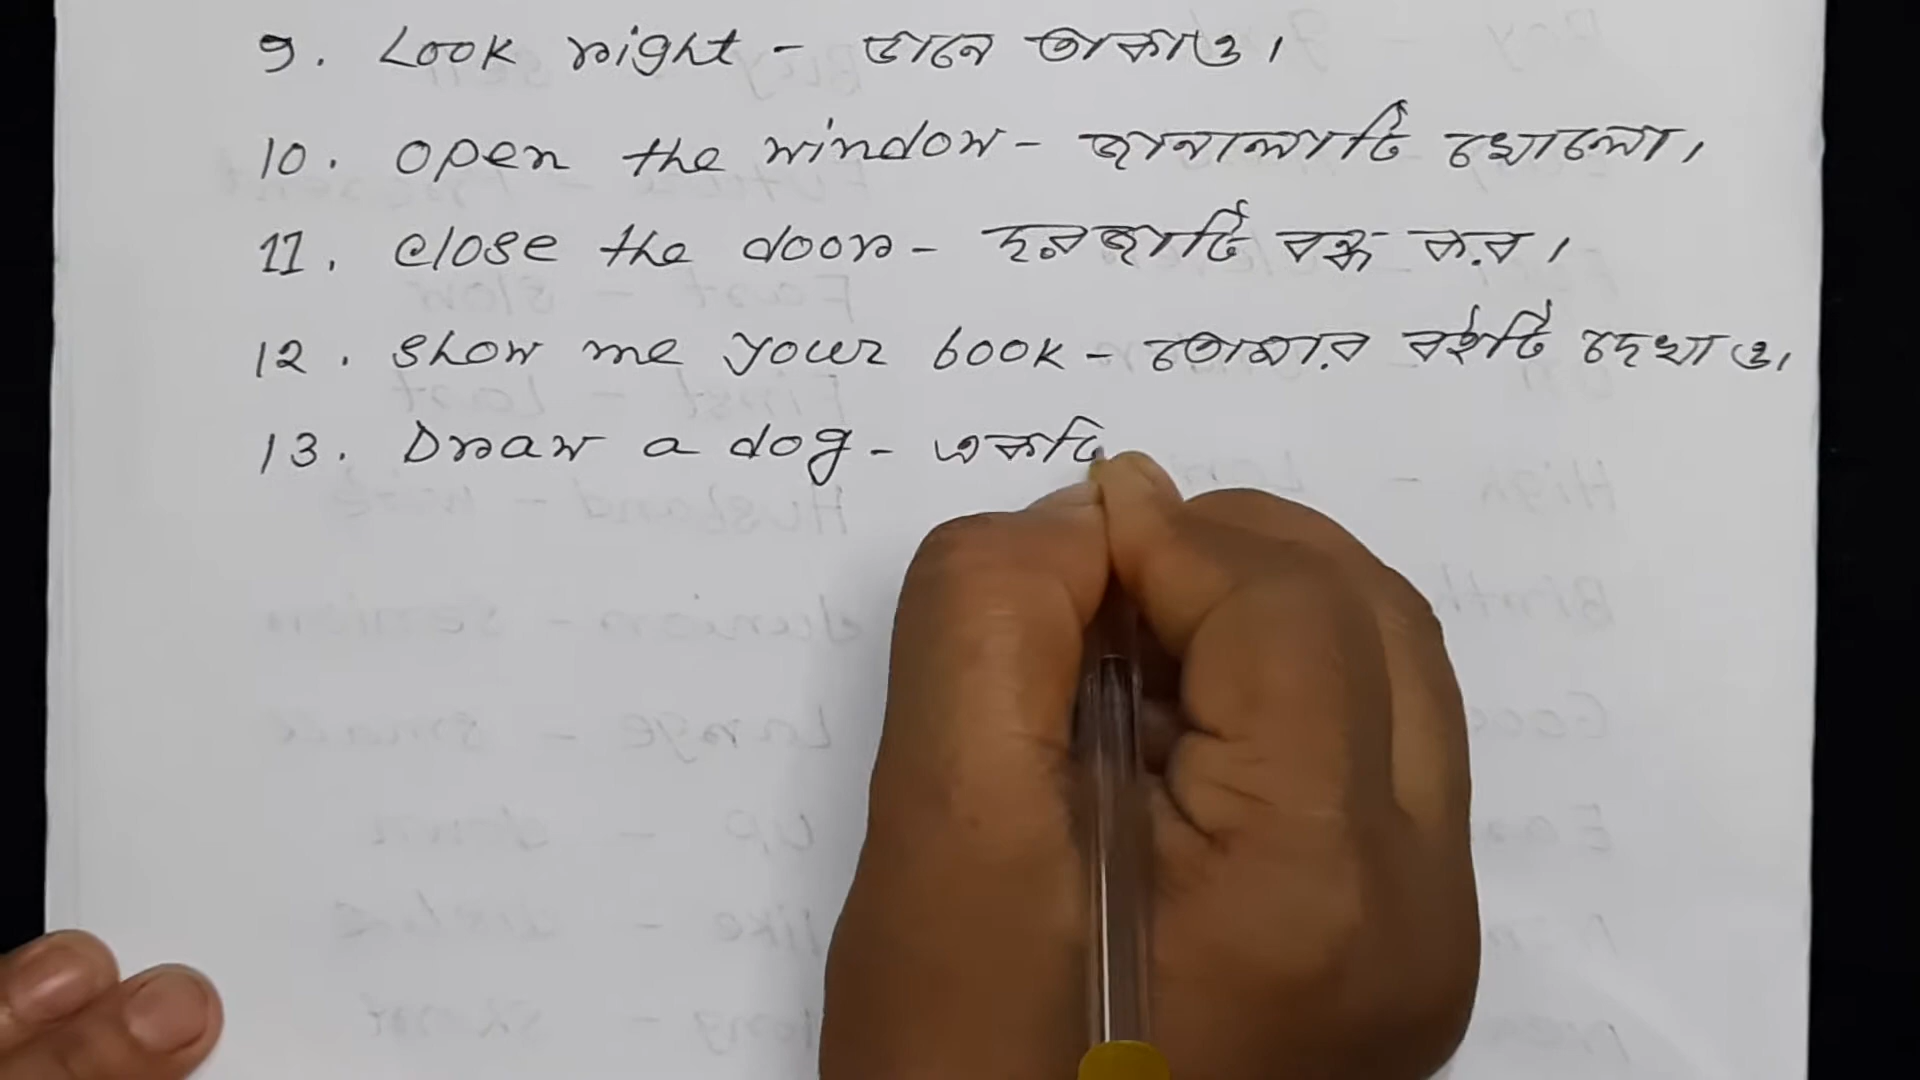 9. Look right - ডানে তাকাও।
10. open the window - জানালাটি খোলো।
11. close the door - দরজাটি বন্ধ কর।
12. show me your book - তোমার বইটি দেখাও।
13. Draw a dog - একটি